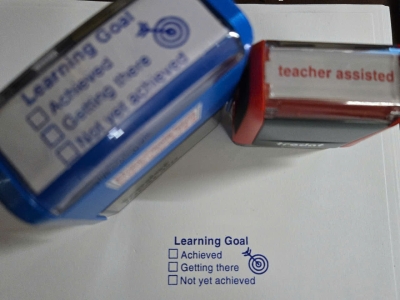 Learning Goal
Achieved
Getting there
Not yet achieved
teacher assisted
Learning Goal
Achieved
Getting there
Not yet achieved